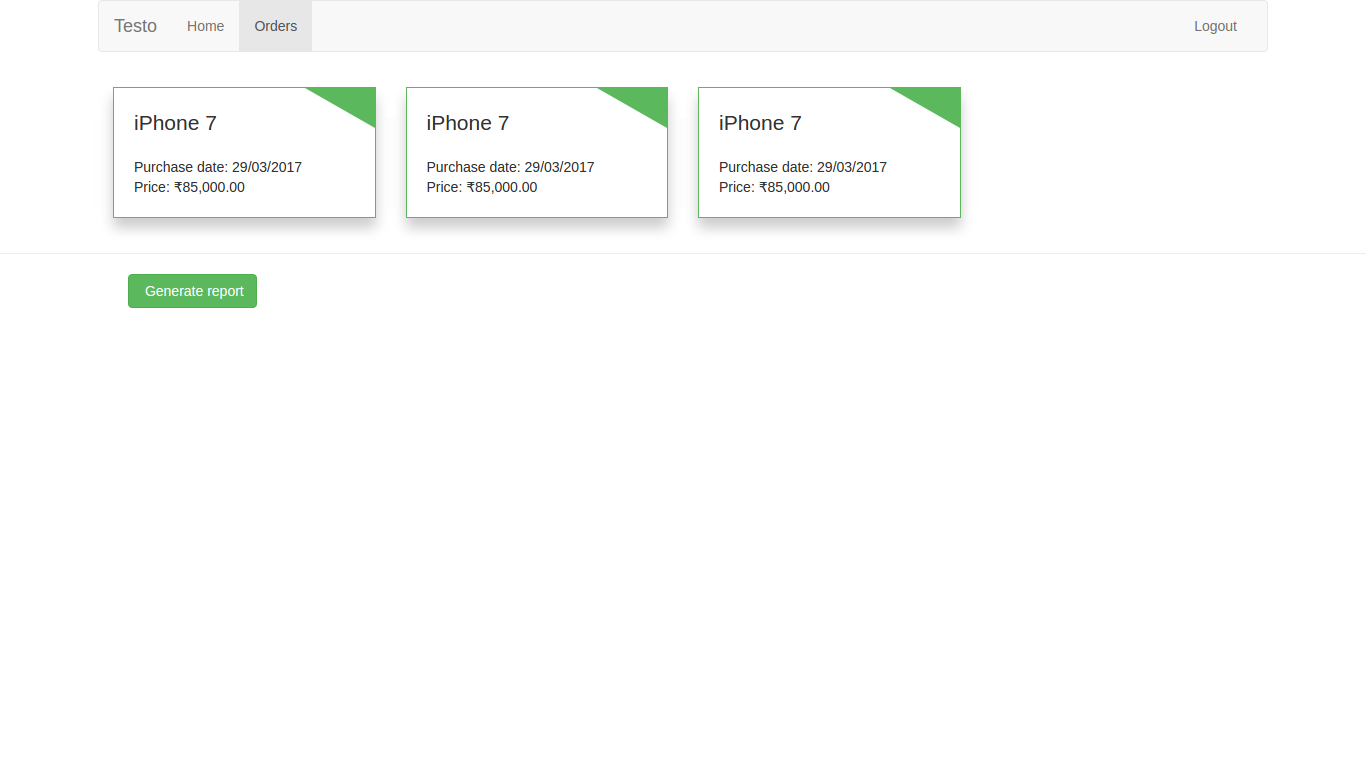 Testo Home Orders Logout
iPhone 7
Purchase date: 29/03/2017
Price: ₹85,000.00
iPhone 7
Purchase date: 29/03/2017
Price: ₹85,000.00
iPhone 7
Purchase date: 29/03/2017
Price: ₹85,000.00
Generate report